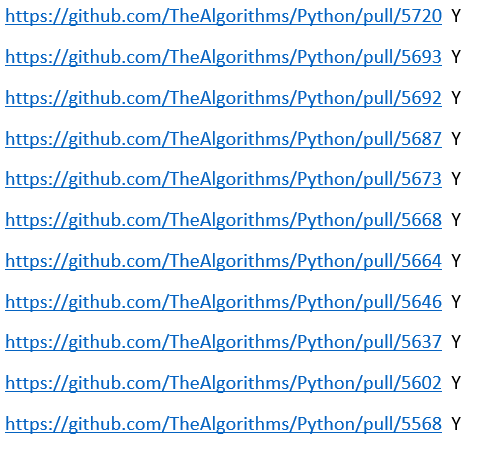 https://github.com/TheAlgorithms/Python/pull/5720 Y
https://github.com/TheAlgorithms/Python/pull/5693 Y
https://github.com/TheAlgorithms/Python/pull/5692 Y
https://github.com/TheAlgorithms/Python/pull/5687 Y
https://github.com/TheAlgorithms/Python/pull/5673 Y
https://github.com/TheAlgorithms/Python/pull/5668 Y
https://github.com/TheAlgorithms/Python/pull/5664 Y
https://github.com/TheAlgorithms/Python/pull/5646 Y
https://github.com/TheAlgorithms/Python/pull/5637 Y
https://github.com/TheAlgorithms/Python/pull/5602 Y
https://github.com/TheAlgorithms/Python/pull/5568 Y